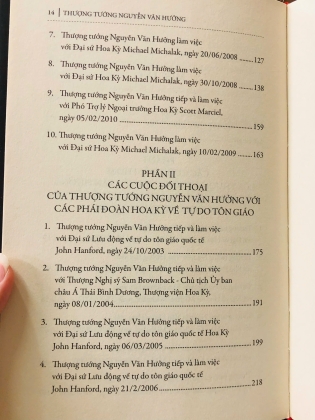 14 | THƯỢNG TƯỚNG NGUYỄN VĂN HƯỞNG
7. Thượng tướng Nguyễn Văn Hưởng làm việc
với Đại sứ Hoa Kỳ Michael Michalak, ngày 20/06/2008 ......127
8. Thượng tướng Nguyễn Văn Hưởng làm việc
với Đại sứ Hoa Kỳ Michael Michalak, ngày 30/10/2008 ......138
9. Thượng tướng Nguyễn Văn Hưởng tiếp và làm việc
với Phó Trợ lý Ngoại trưởng Hoa Kỳ Scott Marciel,
ngày 05/02/2010 ......159
10. Thượng tướng Nguyễn Văn Hưởng làm việc
với Đại sứ Hoa Kỳ Michael Michalak, ngày 10/02/2009 ......163
PHẦN II
CÁC CUỘC ĐỐI THOẠI
CỦA THƯỢNG TƯỚNG NGUYỄN VĂN HƯỞNG VỚI
CÁC PHÁI ĐOÀN HOA KỲ VỀ TỰ DO TÔN GIÁO
1. Thượng tướng Nguyễn Văn Hưởng tiếp và làm việc
với Đại sứ Lưu động về tự do tôn giáo quốc tế
John Hanford, ngày 24/10/2003 ......175
2. Thượng tướng Nguyễn Văn Hưởng tiếp và làm việc
với Thượng Nghị sỹ Sam Brownback - Chủ tịch Ủy ban
châu Á Thái Bình Dương, Thượng viện Hoa Kỳ,
ngày 08/01/2004......191
3. Thượng tướng Nguyễn Văn Hưởng tiếp và làm việc
với Đại sứ Lưu động về tự do tôn giáo quốc tế Hoa Kỳ
John Hanford, ngày 06/03/2005 ......199
4. Thượng tướng Nguyễn Văn Hưởng tiếp và làm việc
với Đại sứ Lưu động về tự do tôn giáo quốc tế
John Hanford, ngày 21/2/2006 ......218